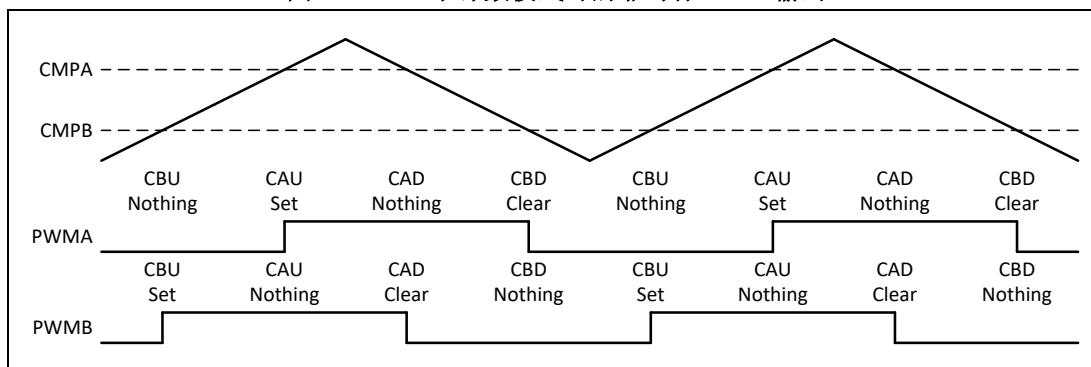 CMPA
CMPB
CBU CAU CAD CBD CBU CAU CAD CBD
Nothing Set Nothing Clear Nothing Set Nothing Clear
PWMA
CBU CAU CAD CBD CBU CAU CAD CBD
Set Nothing Clear Nothing Set Nothing Clear Nothing
PWMB